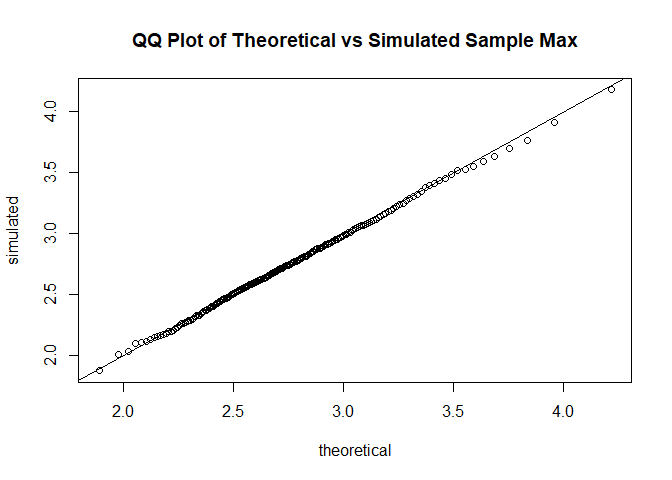 QQ Plot of Theoretical vs Simulated Sample Max
simulated
4.0
3.5
3.0
2.5
2.0
2.0 2.5 3.0 3.5 4.0
theoretical